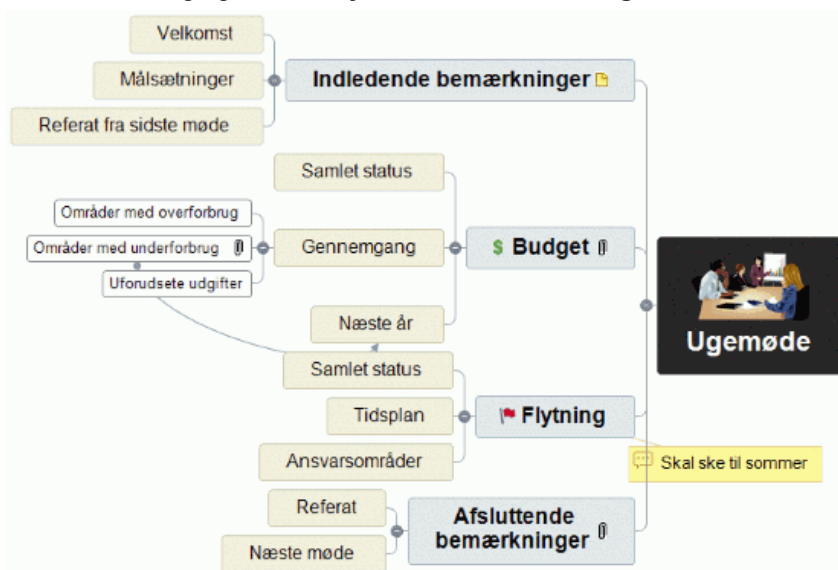 Velkomst
Målsætninger
Referat fra sidste møde
Indledende bemærkninger
Samlet status
Områder med overforbrug
Områder med underforbrug
Uforudsete udgifter
Gennemgang
Næste år
$ Budget
Ugemøde
Samlet status
Tidsplan
Ansvarsområder
Flytning
Skal ske til sommer
Referat
Næste møde
Afsluttende
bemærkninger